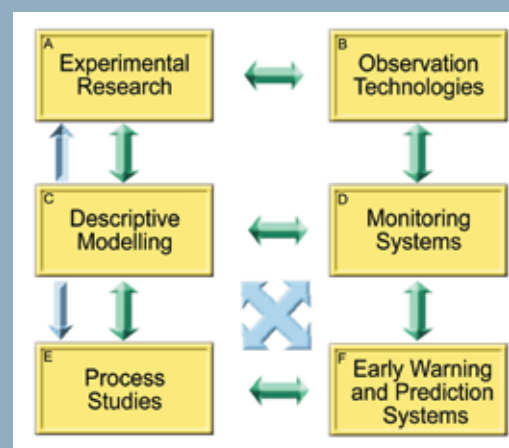 A
Experimental
Research
B
Observation
Technologies
C
Descriptive
Modelling
D
Monitoring
Systems
E
Process
Studies
F
Early Warning
and Prediction
Systems